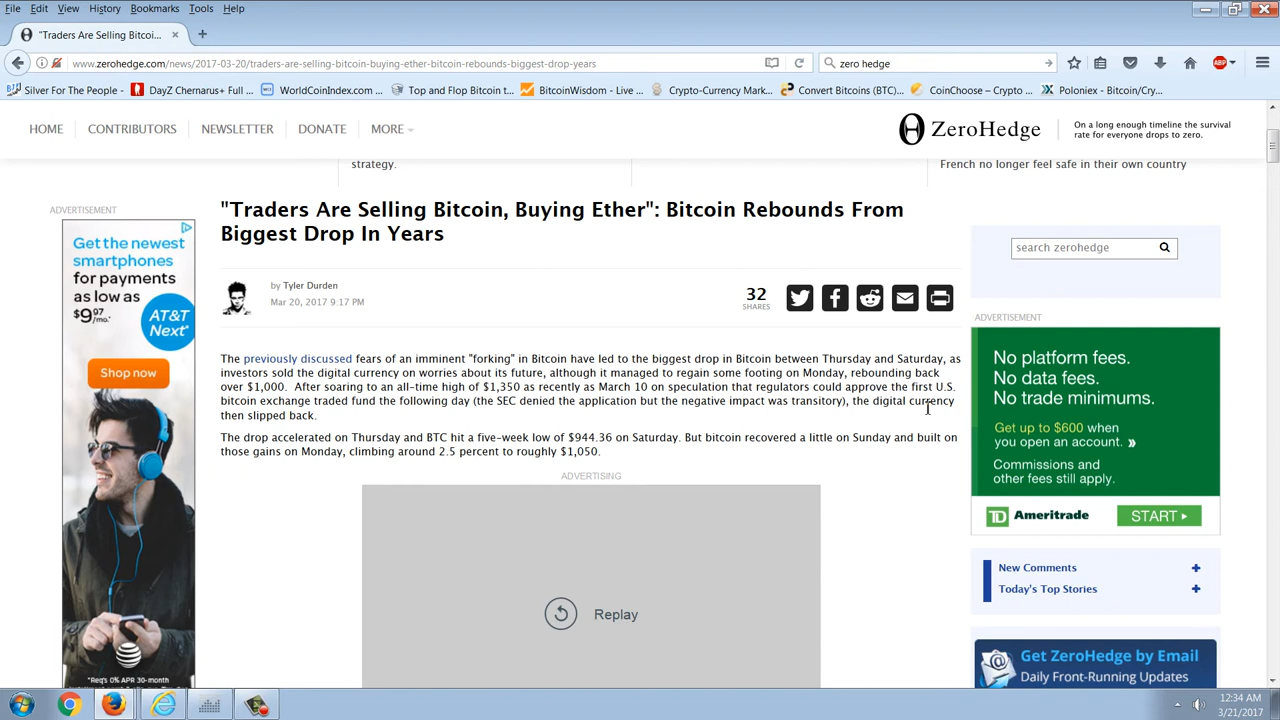 File Edit View History Bookmarks Tools Help
"Traders Are Selling Bitcoi...
www.zerohedge.com/news/2017-03-20/traders-are-selling-bitcoin-buying-ether-bitcoin-rebounds-biggest-drop-years
zero hedge
ABP
Silver For The People - ...
DayZ Chernarus+ Full ...
WorldCoinIndex.com ...
Top and Flop Bitcoin t...
BitcoinWisdom - Live ...
Crypto-Currency Mark...
Convert Bitcoins (BTC)...
CoinChoose – Crypto ...
Poloniex - Bitcoin/Cry...
HOME CONTRIBUTORS NEWSLETTER DONATE MORE
ZeroHedge
On a long enough timeline the survival
rate for everyone drops to zero.
strategy.
French no longer feel safe in their own country
ADVERTISEMENT
Get the newest
smartphones
for payments
as low as
$9.97/mo.*
AT&T
Next
Shop now
*Req's 0% APR 30-month
"Traders Are Selling Bitcoin, Buying Ether": Bitcoin Rebounds From
Biggest Drop In Years
by Tyler Durden
Mar 20, 2017 9:17 PM
32
SHARES
The previously discussed fears of an imminent "forking" in Bitcoin have led to the biggest drop in Bitcoin between Thursday and Saturday, as
investors sold the digital currency on worries about its future, although it managed to regain some footing on Monday, rebounding back
over $1,000. After soaring to an all-time high of $1,350 as recently as March 10 on speculation that regulators could approve the first U.S.
bitcoin exchange traded fund the following day (the SEC denied the application but the negative impact was transitory), the digital currency
then slipped back.
The drop accelerated on Thursday and BTC hit a five-week low of $944.36 on Saturday. But bitcoin recovered a little on Sunday and built on
those gains on Monday, climbing around 2.5 percent to roughly $1,050.
ADVERTISING
Replay
search zerohedge
ADVERTISEMENT
No platform fees.
No data fees.
No trade minimums.
Get up to $600 when
you open an account. »
Commissions and
other fees still apply.
TD Ameritrade
START
New Comments +
Today's Top Stories +
Get ZeroHedge by Email
Daily Front-Running Updates
12:34 AM
3/21/2017